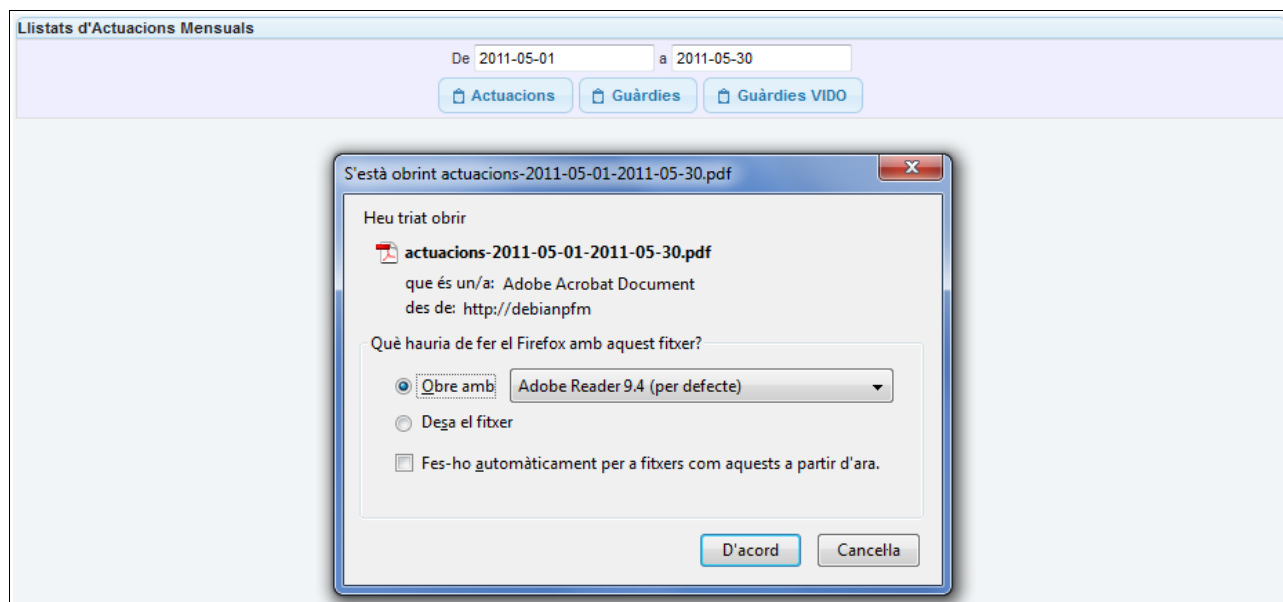 Llistats d'Actuacions Mensuals
De 2011-05-01 a 2011-05-30
Actuacions Guàrdies Guàrdies VIDO
S'està obrint actuacions-2011-05-01-2011-05-30.pdf
Heu triat obrir
actuacions-2011-05-01-2011-05-30.pdf
que és un/a: Adobe Acrobat Document
des de: http://debianpfm
Què hauria de fer el Firefox amb aquest fitxer?
Obre amb Adobe Reader 9.4 (per defecte)
Desa el fitxer
Fes-ho automàticament per a fitxers com aquests a partir d'ara.
D'acord Cancel·la